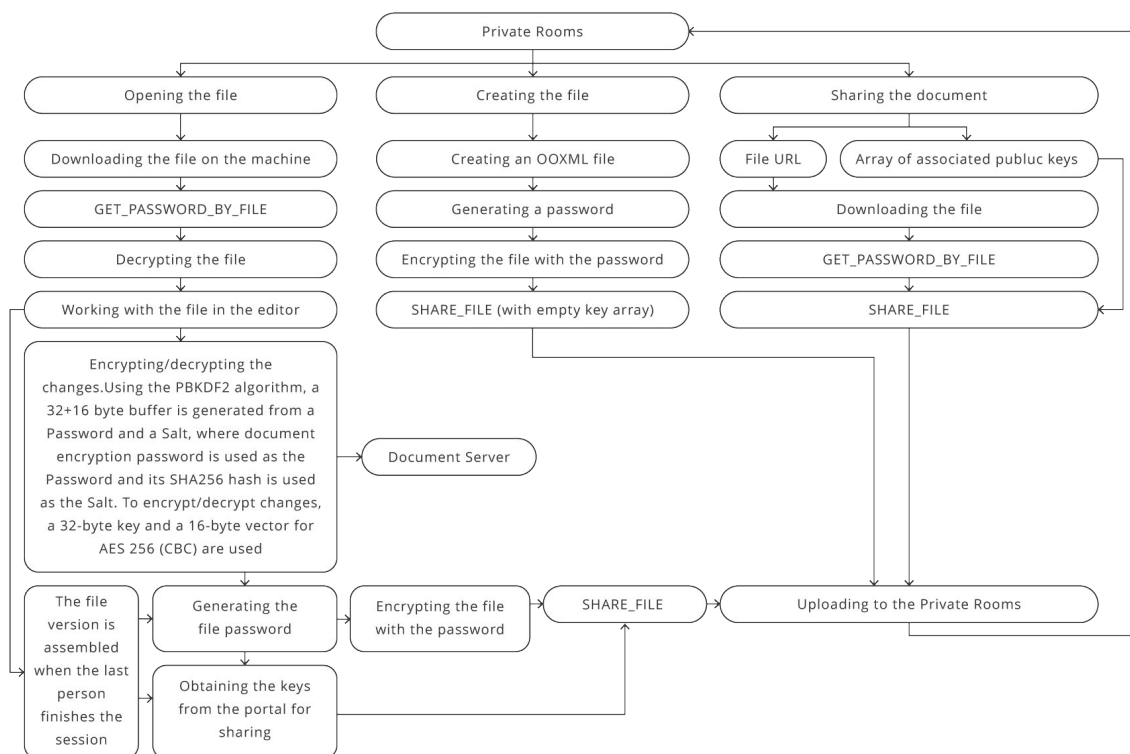 Private Rooms
Opening the file
Creating the file
Sharing the document
Downloading the file on the machine
Creating an OOXML file
File URL
Array of associated publuc keys
GET_PASSWORD_BY_FILE
Generating a password
Downloading the file
Decrypting the file
Encrypting the file with the password
GET_PASSWORD_BY_FILE
Working with the file in the editor
SHARE_FILE (with empty key array)
SHARE_FILE
Encrypting/decrypting the
changes.Using the PBKDF2 algorithm, a
32+16 byte buffer is generated from a
Password and a Salt, where document
encryption password is used as the
Password and its SHA256 hash is used
as the Salt. To encrypt/decrypt changes,
a 32-byte key and a 16-byte vector for
AES 256 (CBC) are used
Document Server
The file
version is
assembled
when the last
person
finishes the
session
Generating the
file password
Encrypting the file
with the password
SHARE_FILE
Uploading to the Private Rooms
Obtaining the keys
from the portal for
sharing